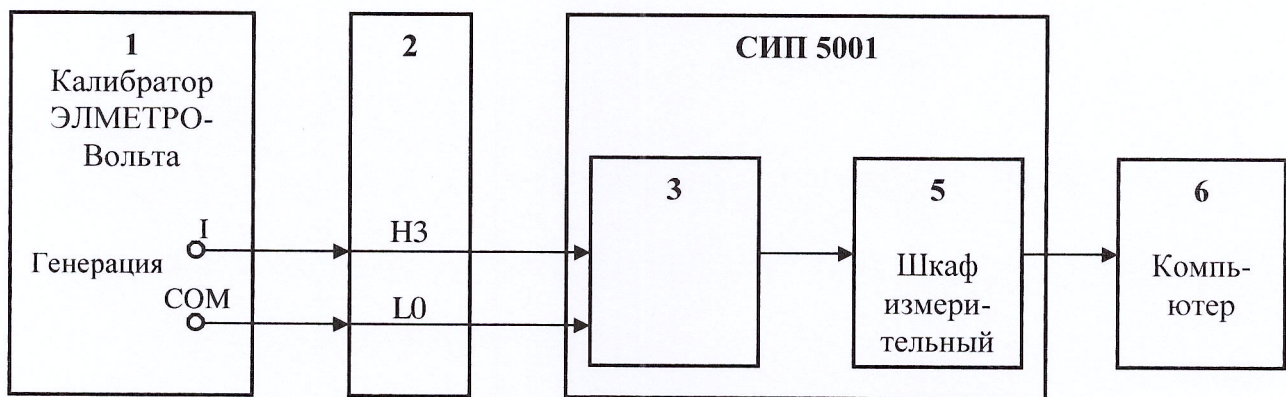 1
Калибратор
ЭЛМЕТРО-
Вольта
I
Генерация
COM
2
H3
L0
СИП 5001
3
5
Шкаф
измери-
тельный
6
Компь-
ютер